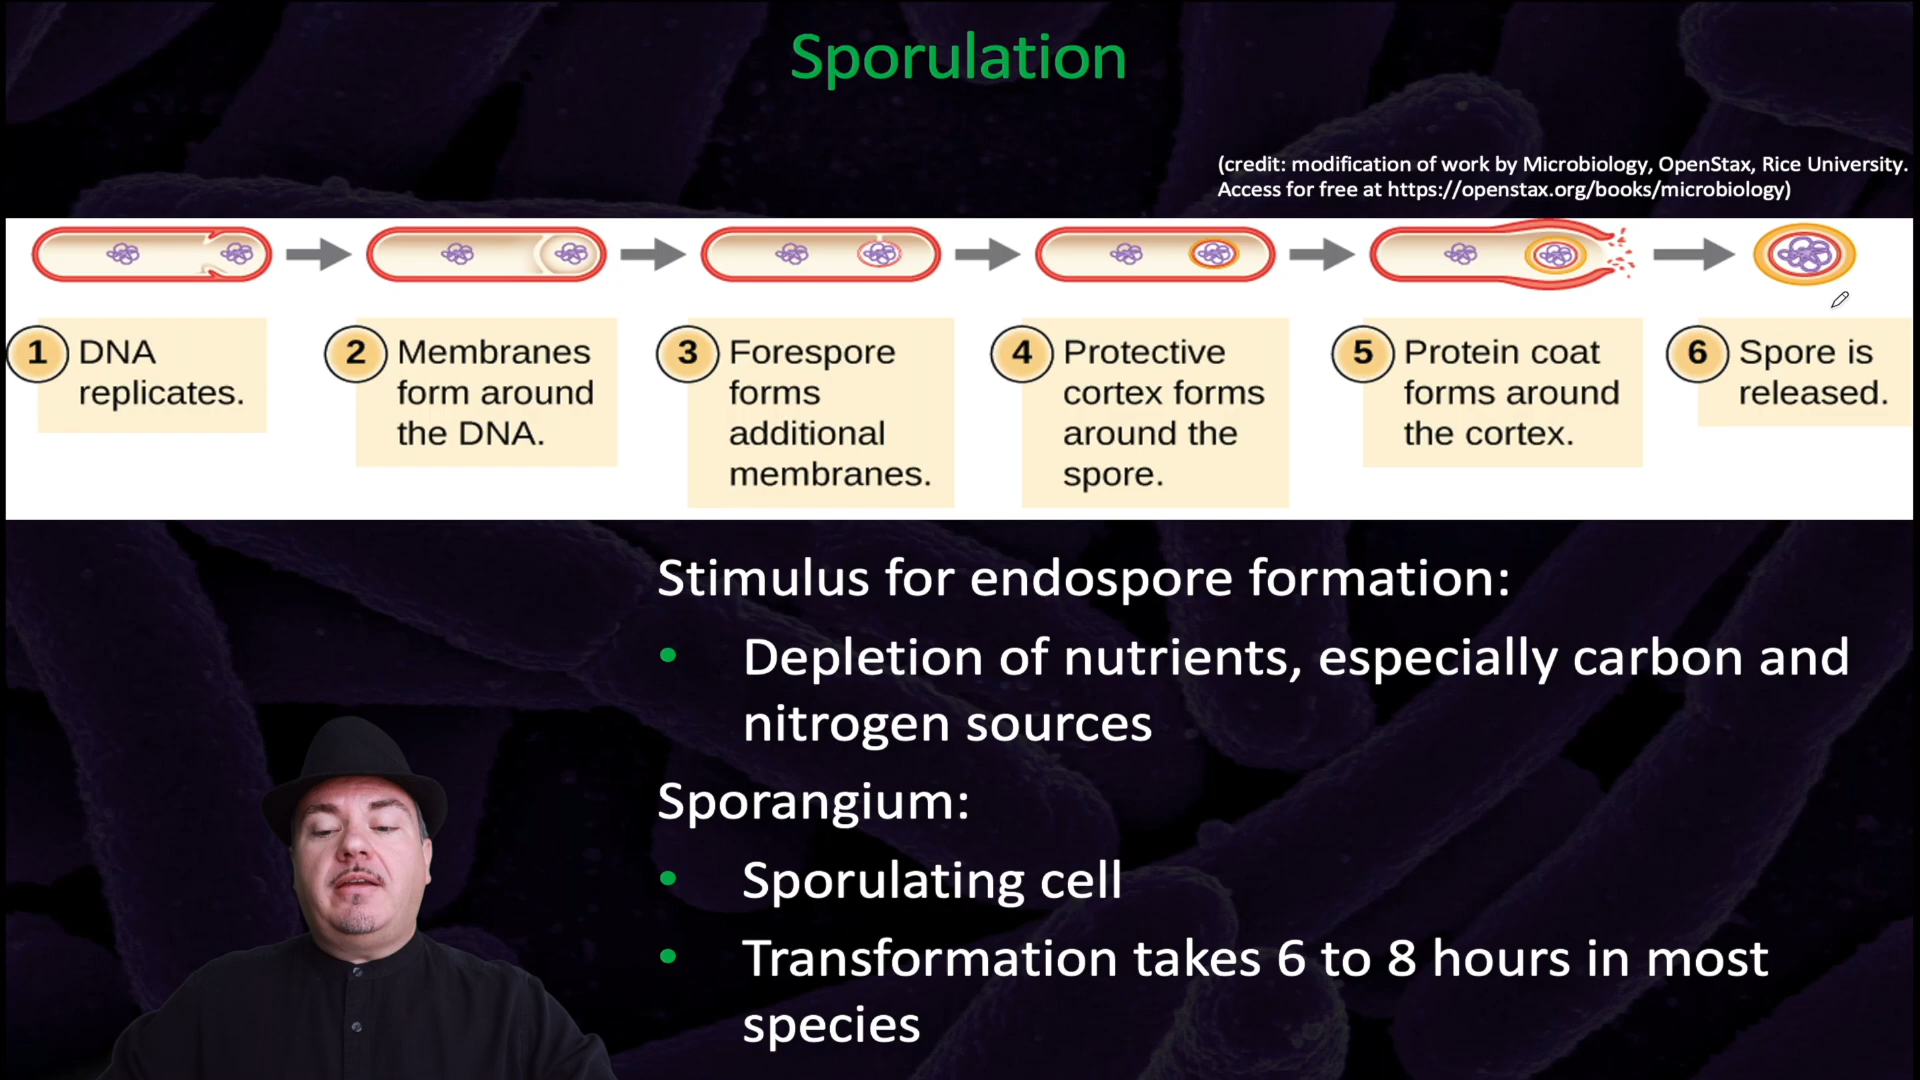 Sporulation
(credit: modification of work by Microbiology, OpenStax, Rice University.
Access for free at https://openstax.org/books/microbiology)
1 DNA
replicates.
2 Membranes
form around
the DNA.
3 Forespore
forms
additional
membranes.
4 Protective
cortex forms
around the
spore.
5 Protein coat
forms around
the cortex.
6 Spore is
released.
Stimulus for endospore formation:
• Depletion of nutrients, especially carbon and
nitrogen sources
Sporangium:
• Sporulating cell
• Transformation takes 6 to 8 hours in most
species